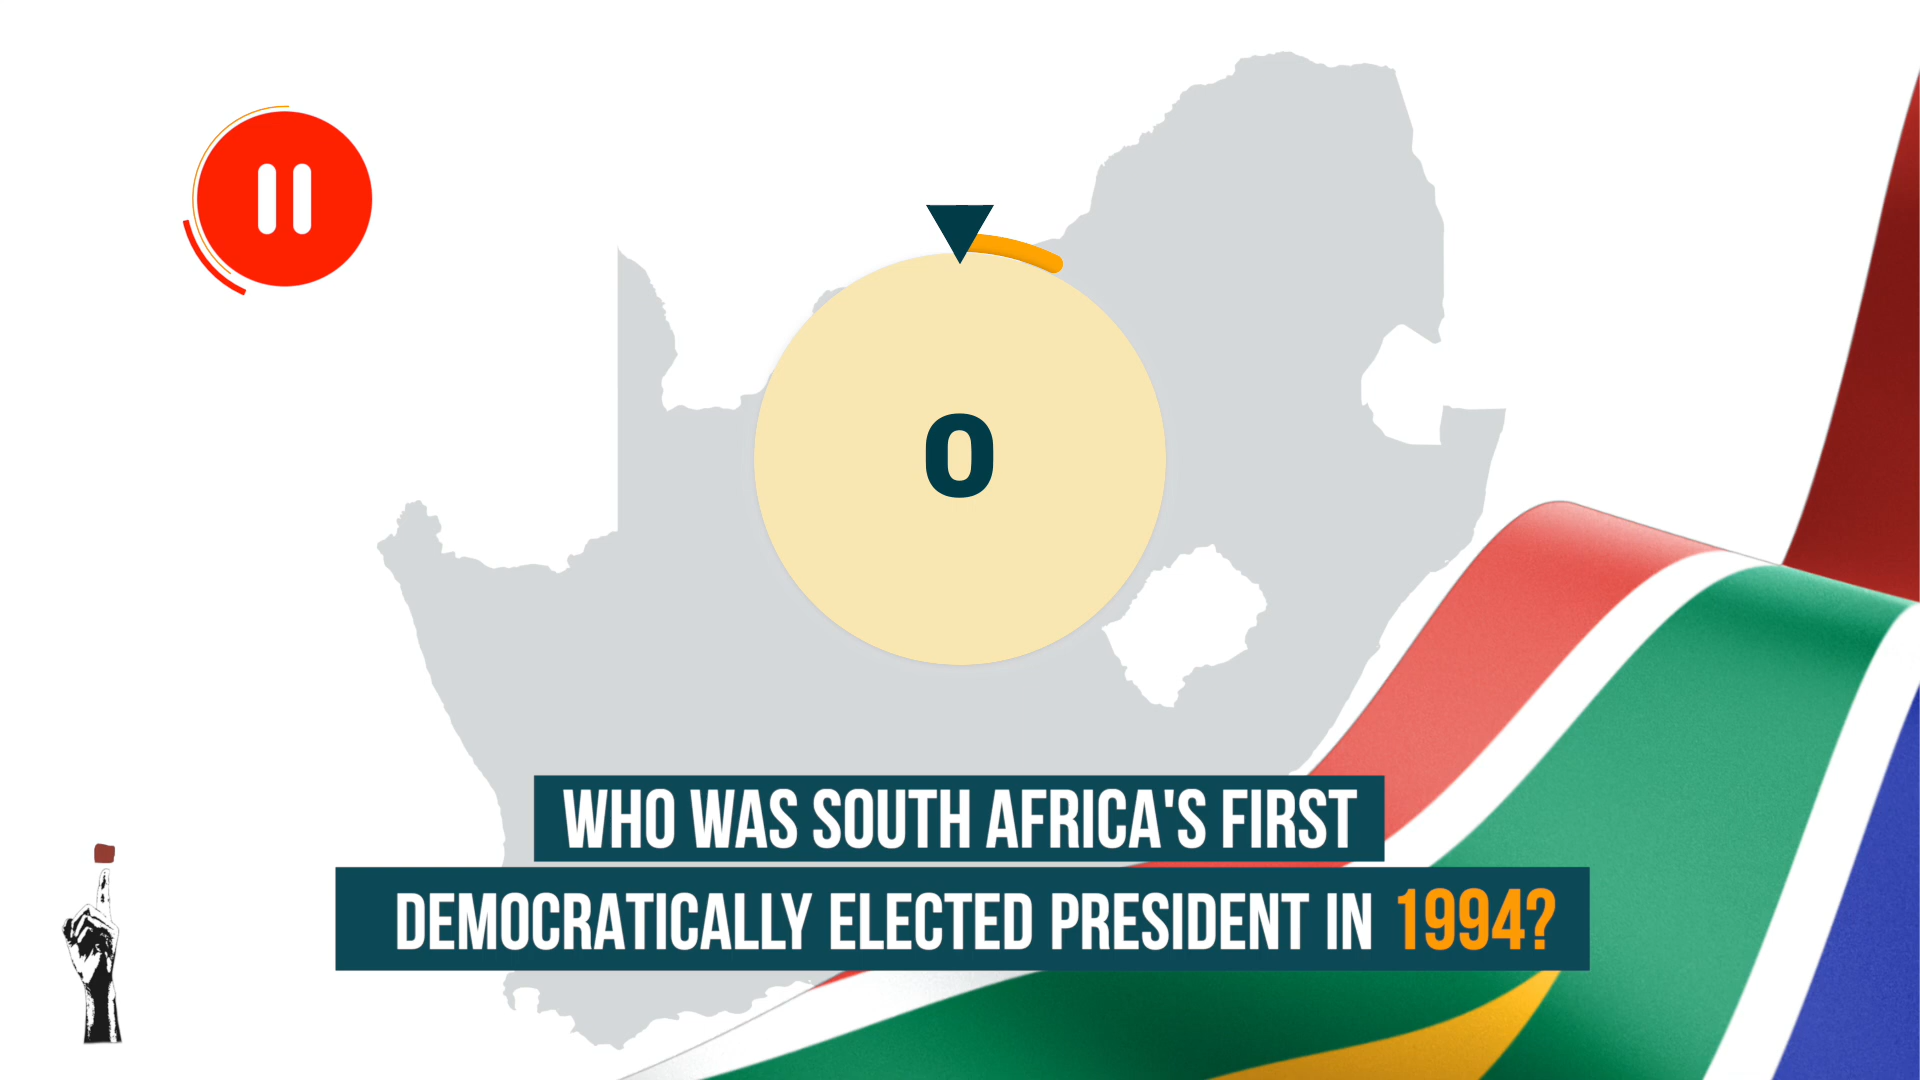 0
WHO WAS SOUTH AFRICA'S FIRST
DEMOCRATICALLY ELECTED PRESIDENT IN 1994?